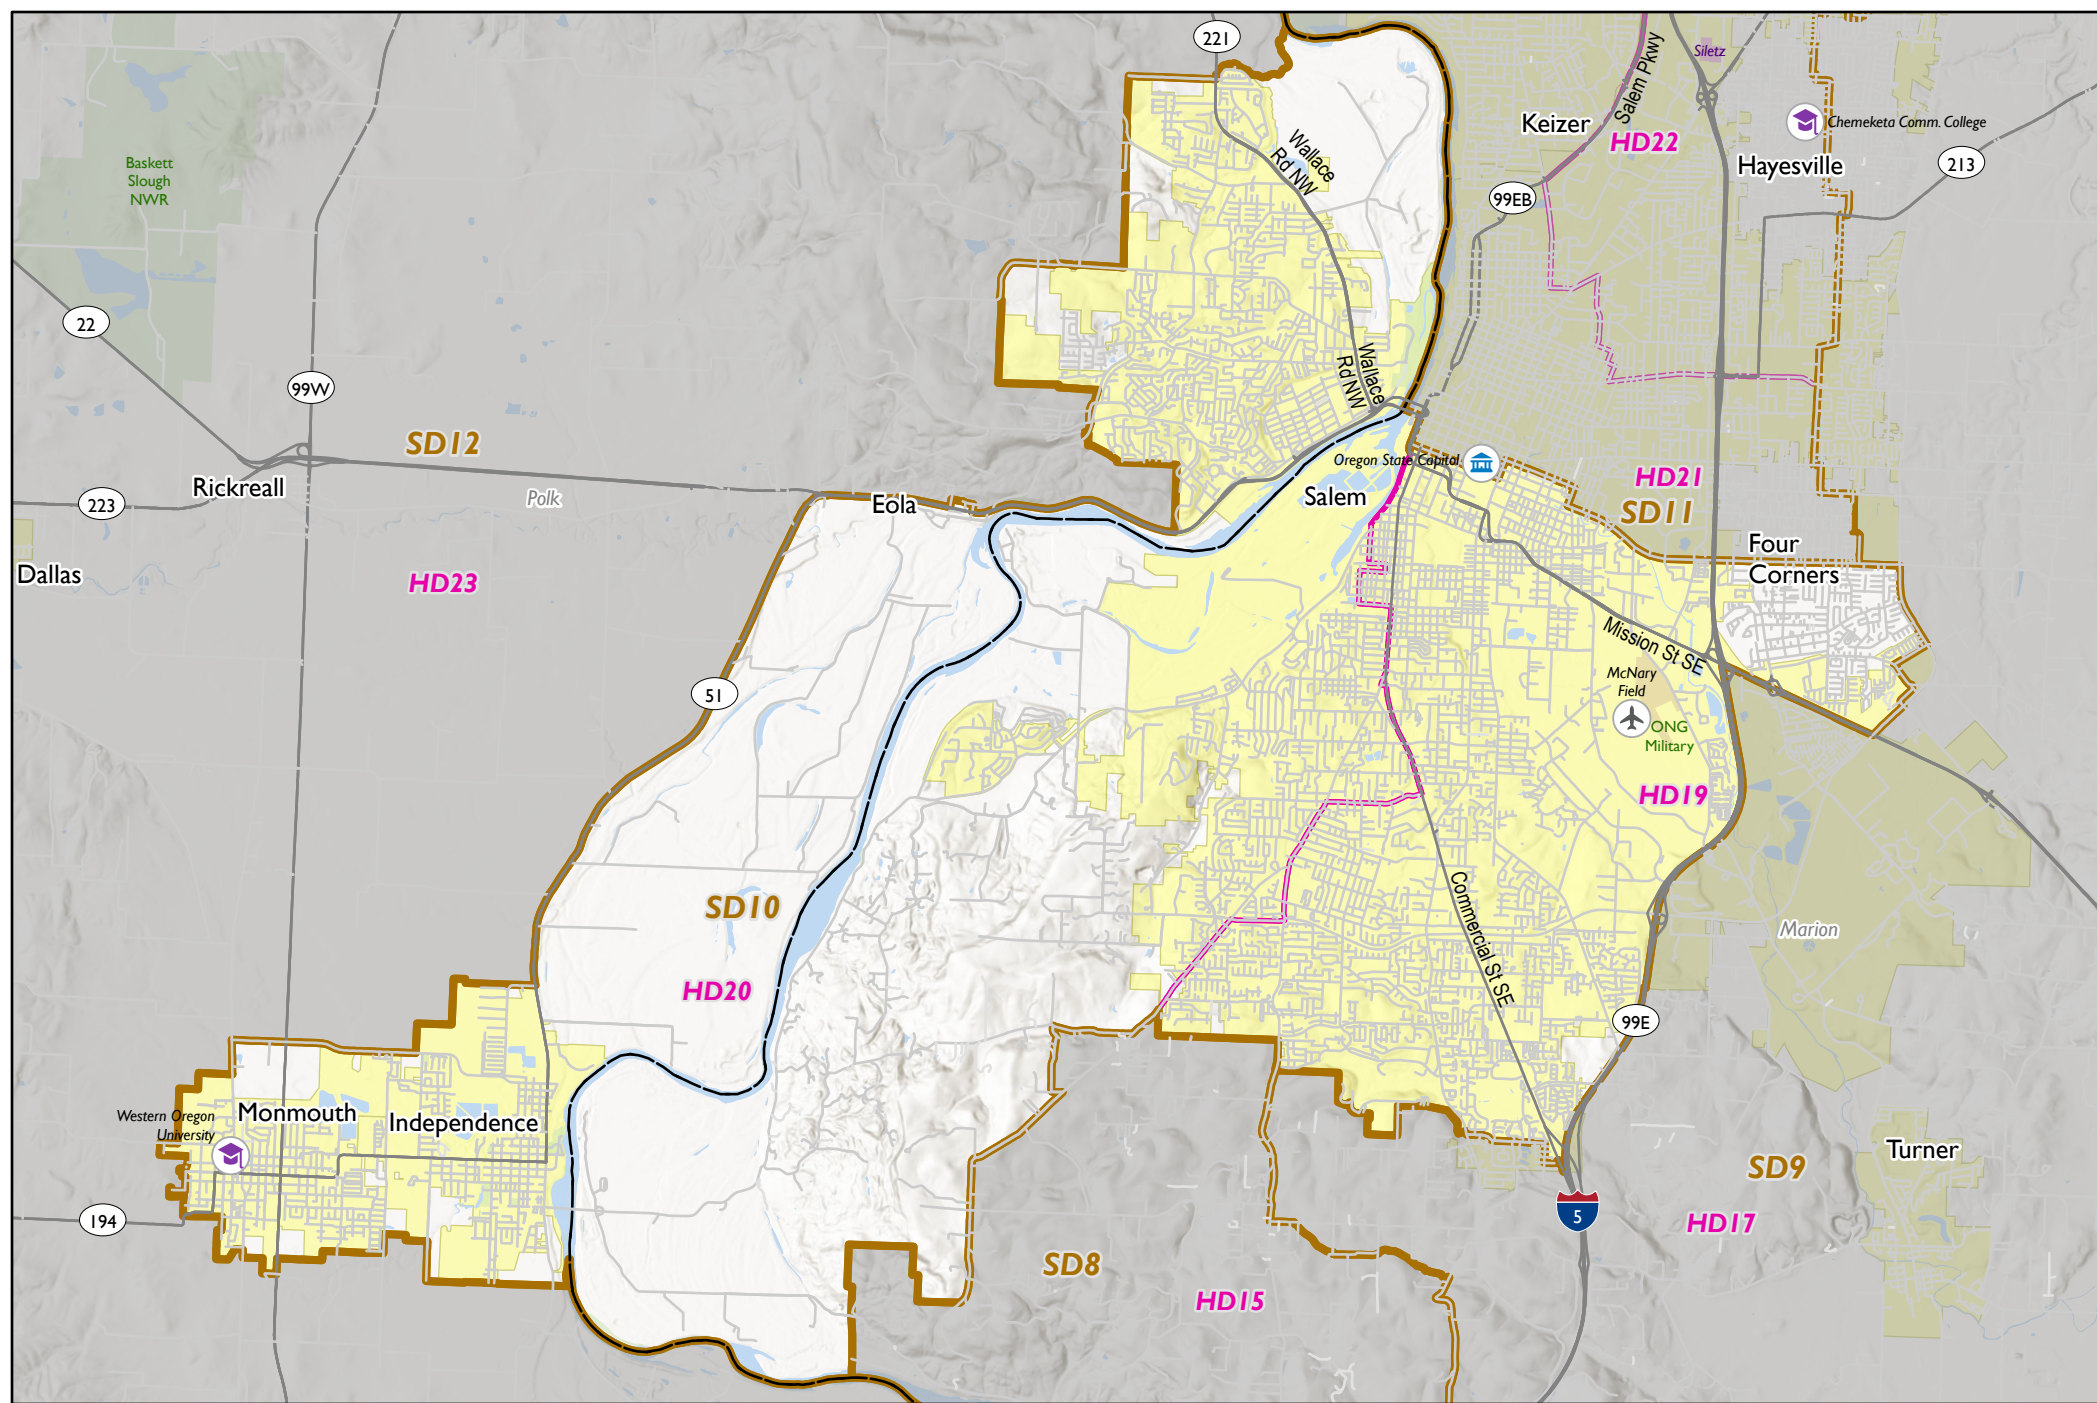 221
Siletz
Salem Pkwy
Keizer
HD22
Chemeketa Comm. College
Hayesville
213
Wallace
Rd NW
99EB
Baskett
Slough
NWR
22
99W
Wallace
Rd NW
SD12
Oregon State Capitol
Rickreall
Polk
223
Eola
Salem
HD21
SD11
Four
Corners
Dallas
HD23
Mission St SE
McNary
Field
51
ONG
Military
HD19
SD10
Commercial St SE
Marion
HD20
99E
Western Oregon
University
Monmouth
Independence
Turner
SD9
194
5
HD17
SD8
HD15